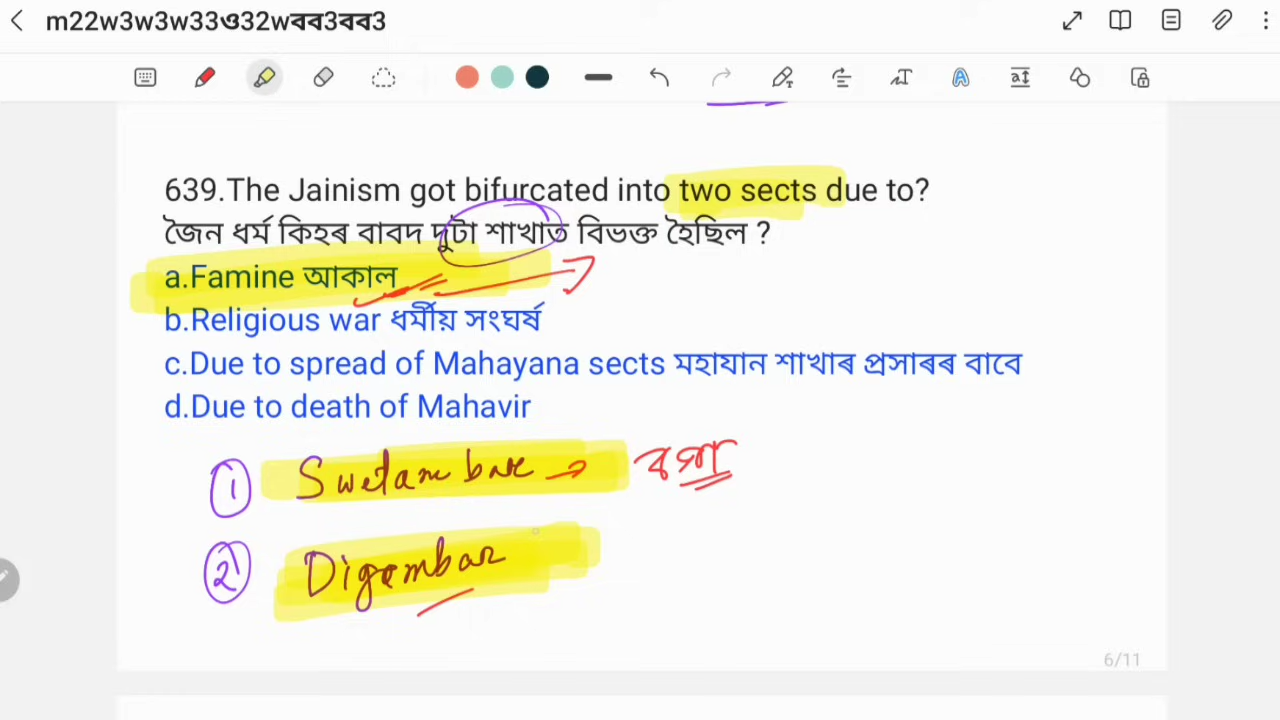 m22w3w3w33ও32wবব3বব3
639.The Jainism got bifurcated into two sects due to?
জৈন ধৰ্ম কিহৰ বাবদ দুটা শাখাত বিভক্ত হৈছিল ?
a.Famine আকাল
b.Religious war ধৰ্মীয় সংঘৰ্ষ
c.Due to spread of Mahayana sects মহাযান শাখাৰ প্ৰসাৰৰ বাবে
d.Due to death of Mahavir
1 Swetambar →
2 Digambar
6/11